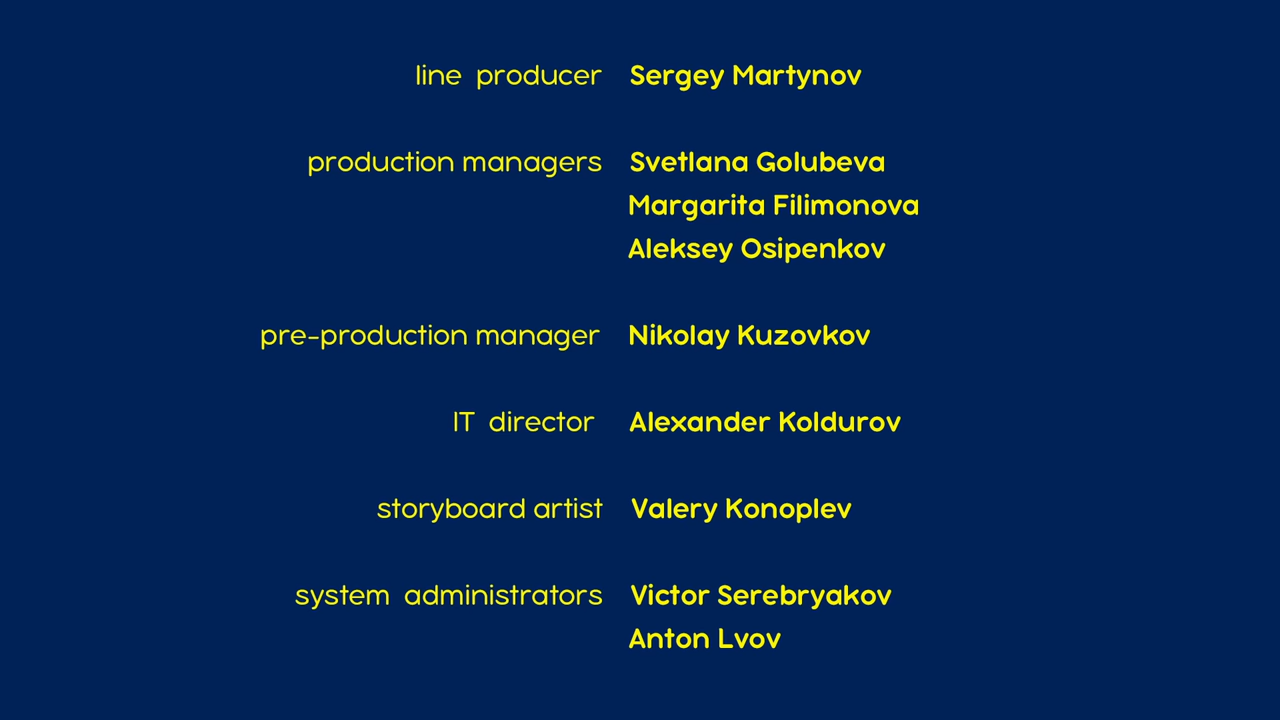 line producer Sergey Martynov
production managers Svetlana Golubeva
Margarita Filimonova
Aleksey Osipenkov
pre-production manager Nikolay Kuzovkov
IT director Alexander Koldurov
storyboard artist Valery Konoplev
system administrators Victor Serebryakov
Anton Lvov